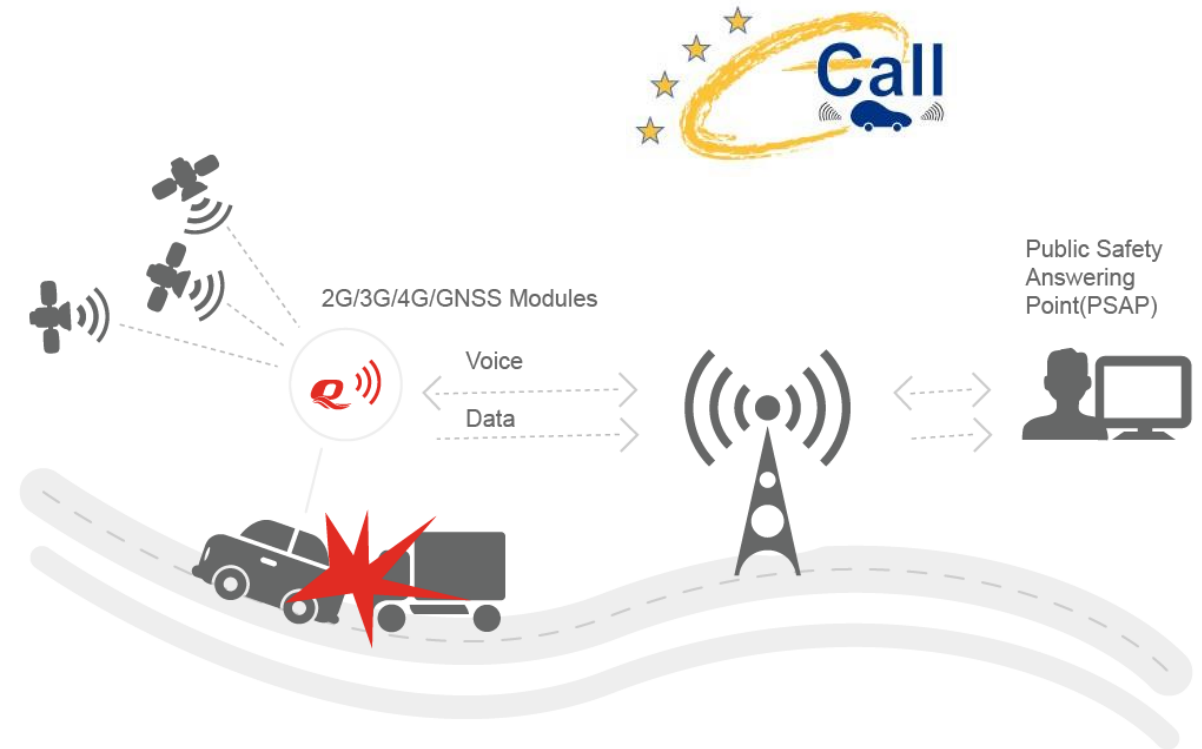 Call
Public Safety
Answering
Point(PSAP)
2G/3G/4G/GNSS Modules
Voice
Data